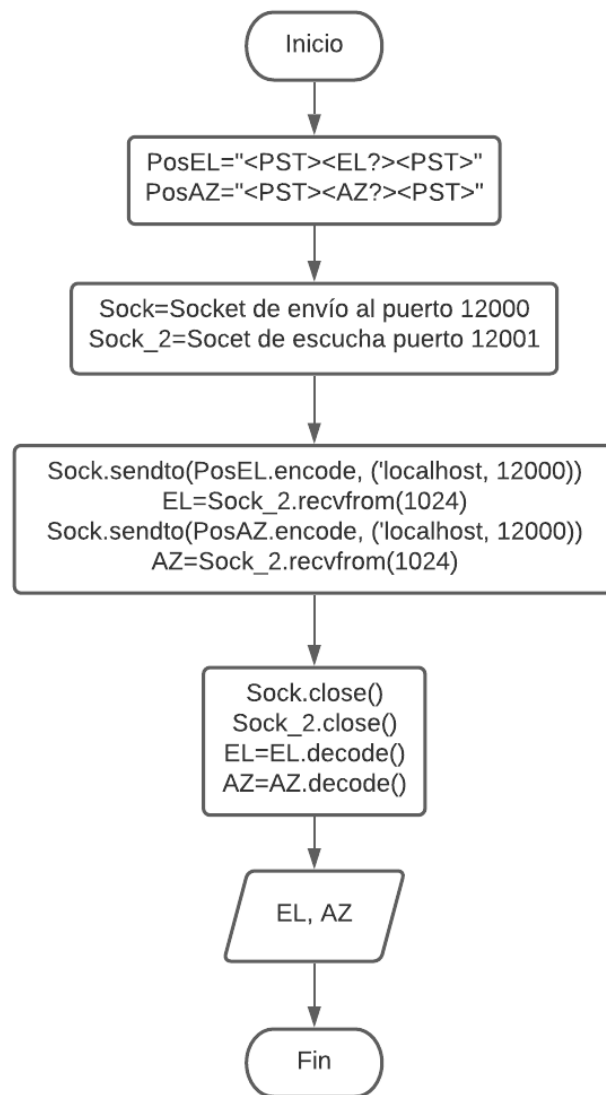 Inicio
PosEL="<PST><EL?><PST>"
PosAZ="<PST><AZ?><PST>"
Sock=Socket de envío al puerto 12000
Sock_2=Socet de escucha puerto 12001
Sock.sendto(PosEL.encode, ('localhost, 12000))
EL=Sock_2.recvfrom(1024)
Sock.sendto(PosAZ.encode, ('localhost, 12000))
AZ=Sock_2.recvfrom(1024)
Sock.close()
Sock_2.close()
EL=EL.decode()
AZ=AZ.decode()
EL, AZ
Fin